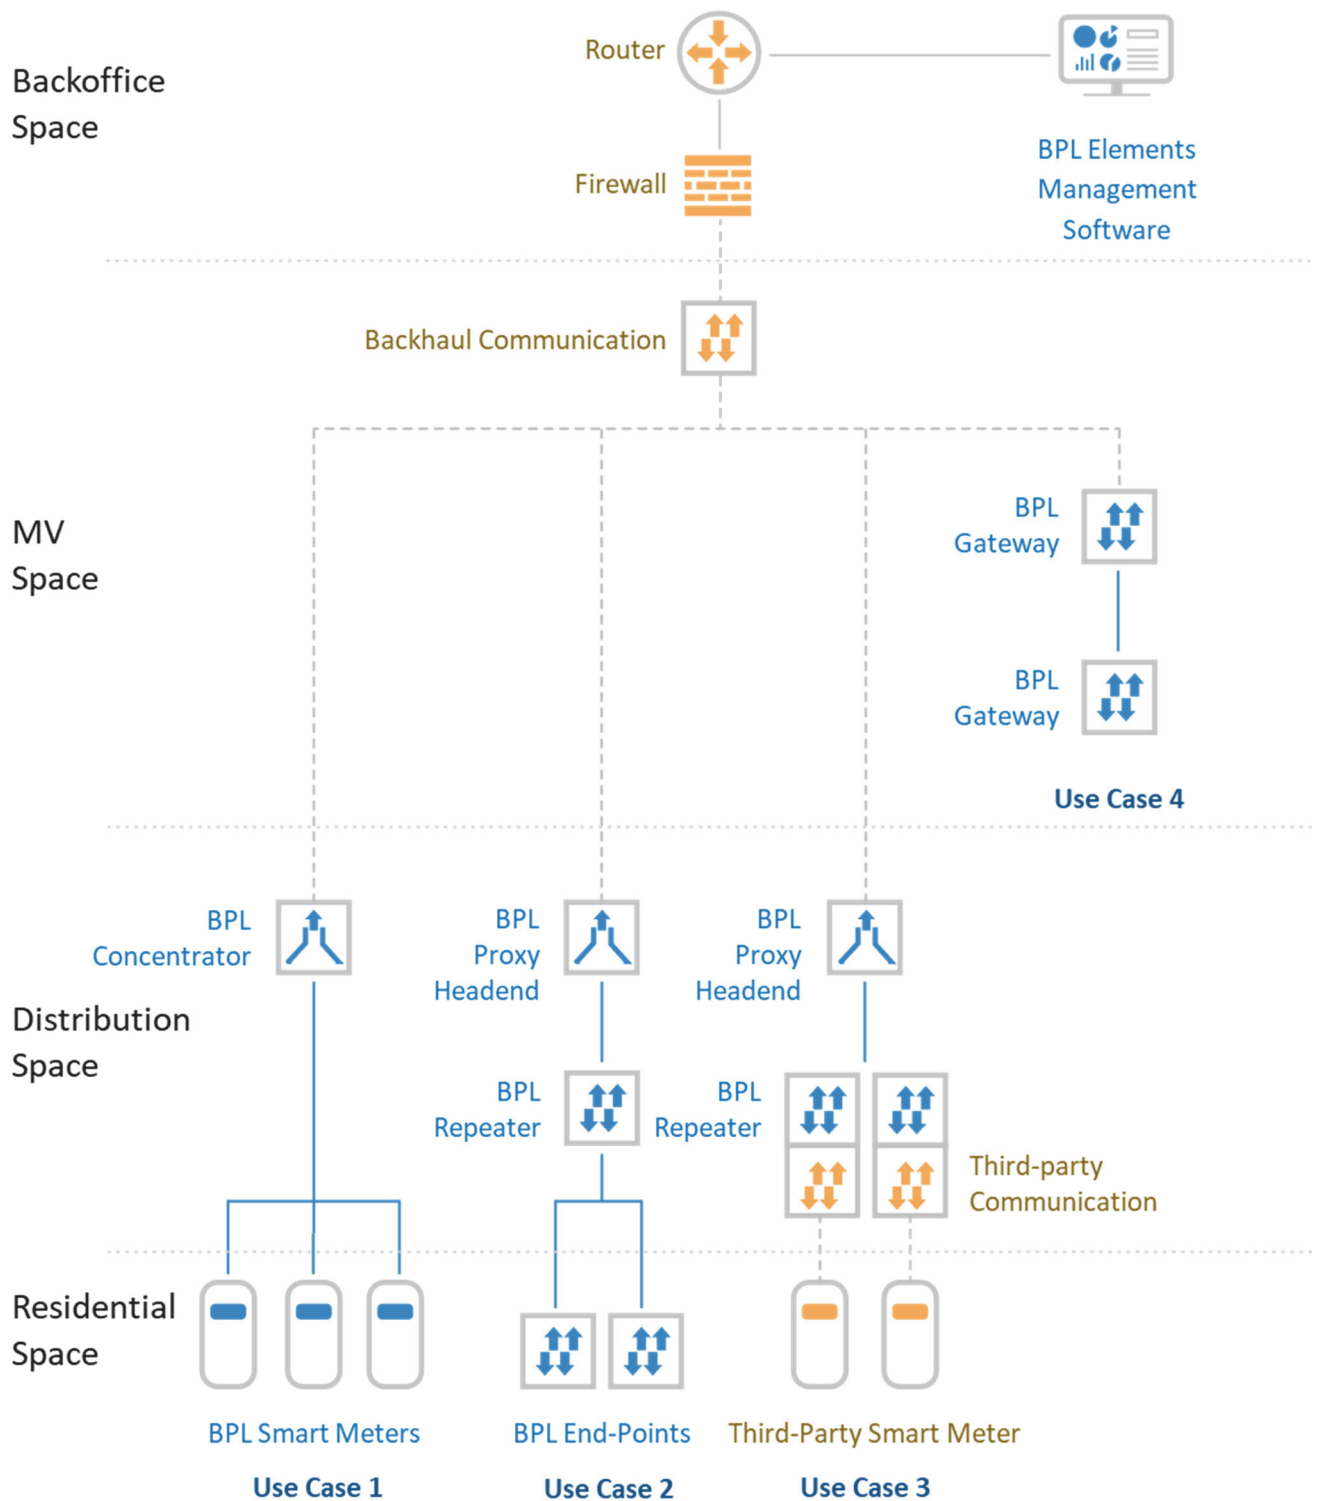 Router
Backoffice
Space
BPL Elements
Management
Software
Firewall
Backhaul Communication
MV
Space
BPL
Gateway
BPL
Gateway
Use Case 4
BPL
Concentrator
BPL
Proxy
Headend
BPL
Proxy
Headend
Distribution
Space
BPL
Repeater
BPL
Repeater
Third-party
Communication
Residential
Space
BPL Smart Meters
BPL End-Points
Third-Party Smart Meter
Use Case 1
Use Case 2
Use Case 3